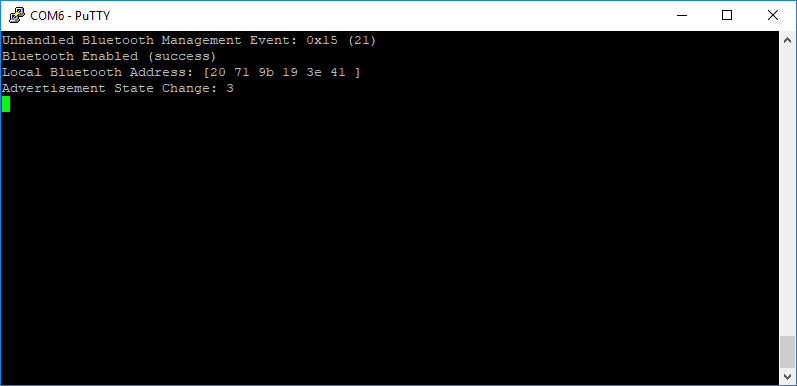 COM6 - PuTTY
Unhandled Bluetooth Management Event: 0x15 (21)
Bluetooth Enabled (success)
Local Bluetooth Address: [20 71 9b 19 3e 41 ]
Advertisement State Change: 3